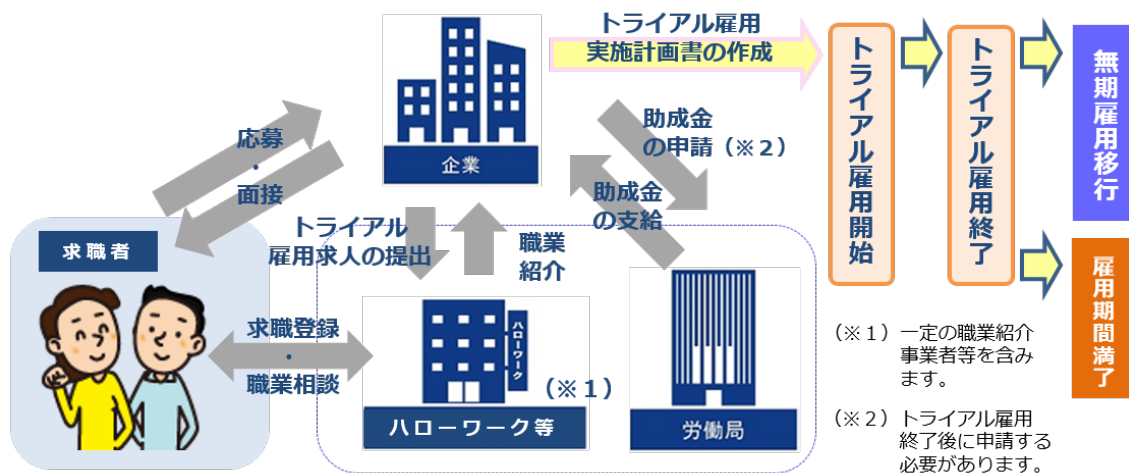 トライアル雇用
実施計画書の作成
企業
応募
・
面接
助成金
の申請(※2)
助成金
の支給
トライアル
雇用求人の提出
職業
紹介
求職者
求職登録
・
職業相談
ハローワーク
(※1)
ハローワーク等
労働局
トライアル雇用開始
トライアル雇用終了
無期雇用移行
雇用期間満了
(※1)一定の職業紹介
事業者等を含み
ます。
(※2)トライアル雇用
終了後に申請する
必要があります。